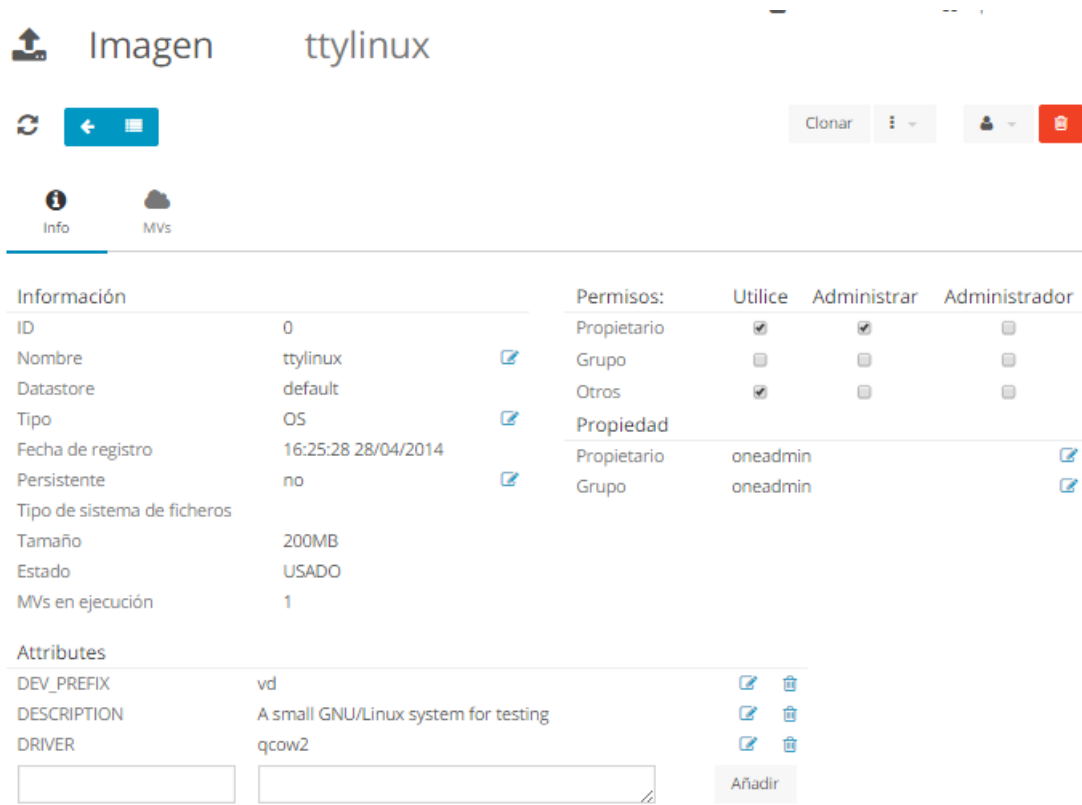 Imagen ttylinux
Clonar
Info MVs
Información
ID 0
Nombre ttylinux
Datastore default
Tipo OS
Fecha de registro 16:25:28 28/04/2014
Persistente no
Tipo de sistema de ficheros
Tamaño 200MB
Estado USADO
MVs en ejecución 1
Permisos: Utilice Administrar Administrador
Propietario
Grupo
Otros
Propiedad
Propietario oneadmin
Grupo oneadmin
Attributes
DEV_PREFIX vd
DESCRIPTION A small GNU/Linux system for testing
DRIVER qcow2
Añadir